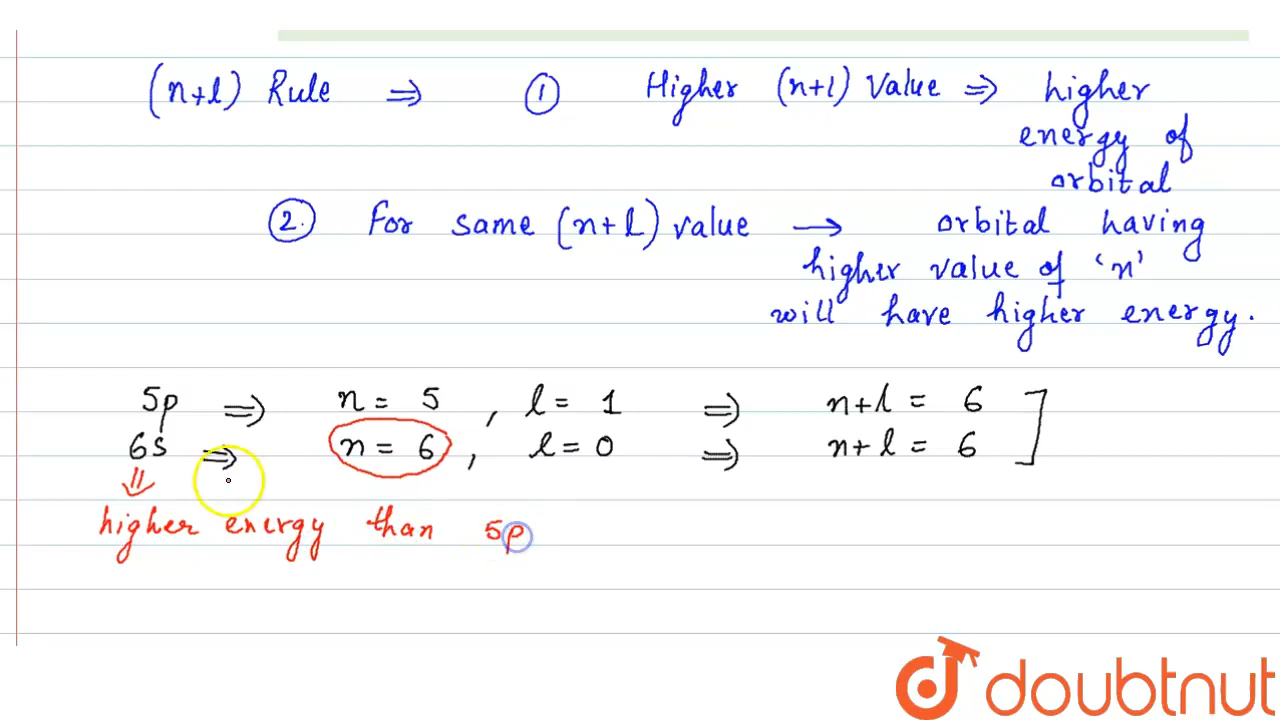 (n+l) Rule ⇒ ① Higher (n+l) Value ⇒ higher
energy of
orbital
②. For same (n+l) value → orbital having
higher value of 'n'
will have higher energy.
5p ⇒ n = 5 , l = 1 ⇒ n+l = 6
6s ⇒ n = 6 , l = 0 ⇒ n+l = 6
higher energy than 5p
doubtnut